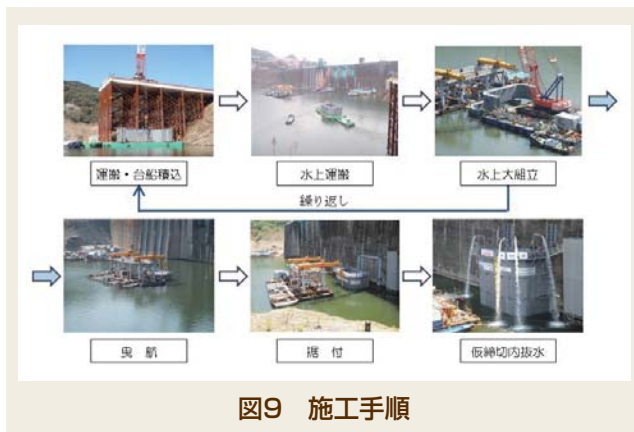 運搬・台船積込
水上運搬
水上大組立
繰り返し
曳 航
据 付
仮締切内抜水
図9 施工手順